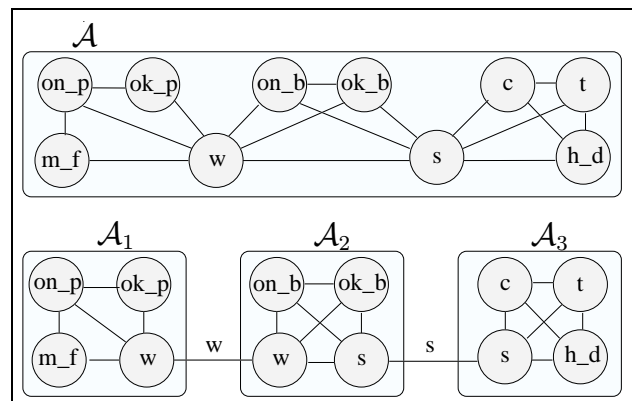 𝒜
on_p ok_p on_b ok_b c t
m_f w s h_d
𝒜₁ 𝒜₂ 𝒜₃
on_p ok_p on_b ok_b c t
w s
m_f w w s s h_d